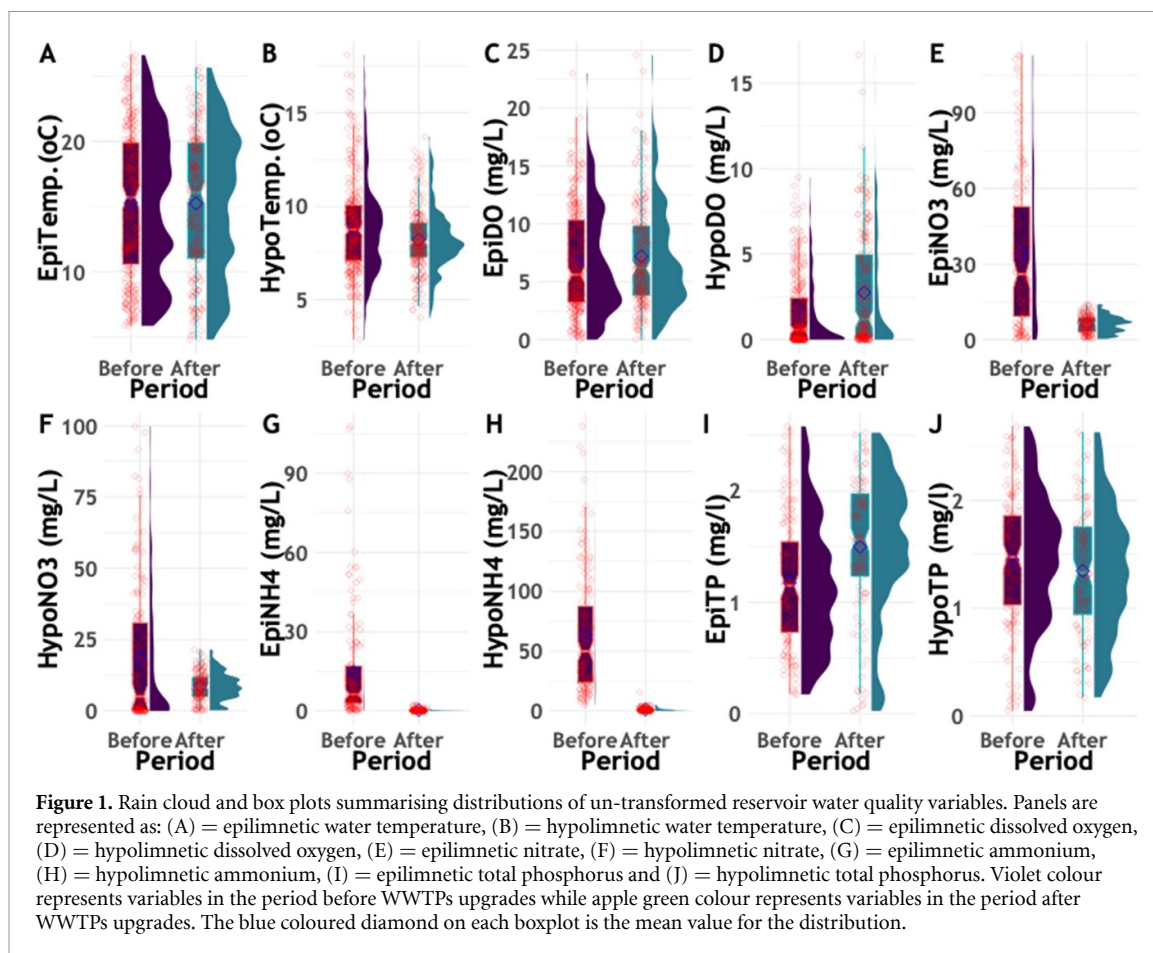 A
EpiTemp. (oC)
20
10
Before After
Period
B
HypoTemp. (oC)
15
10
5
Before After
Period
C
EpiDO (mg/L)
25
20
15
10
5
0
Before After
Period
D
HypoDO (mg/L)
15
10
5
0
Before After
Period
E
EpiNO3 (mg/L)
90
60
30
0
Before After
Period
F
HypoNO3 (mg/L)
100
75
50
25
0
Before After
Period
G
EpiNH4 (mg/L)
90
60
30
0
Before After
Period
H
HypoNH4 (mg/L)
200
150
100
50
0
Before After
Period
I
EpiTP (mg/l)
2
1
0
Before After
Period
J
HypoTP (mg/l)
2
1
0
Before After
Period
Figure 1. Rain cloud and box plots summarising distributions of un-transformed reservoir water quality variables. Panels are
represented as: (A) = epilimnetic water temperature, (B) = hypolimnetic water temperature, (C) = epilimnetic dissolved oxygen,
(D) = hypolimnetic dissolved oxygen, (E) = epilimnetic nitrate, (F) = hypolimnetic nitrate, (G) = epilimnetic ammonium,
(H) = hypolimnetic ammonium, (I) = epilimnetic total phosphorus and (J) = hypolimnetic total phosphorus. Violet colour
represents variables in the period before WWTPs upgrades while apple green colour represents variables in the period after
WWTPs upgrades. The blue coloured diamond on each boxplot is the mean value for the distribution.